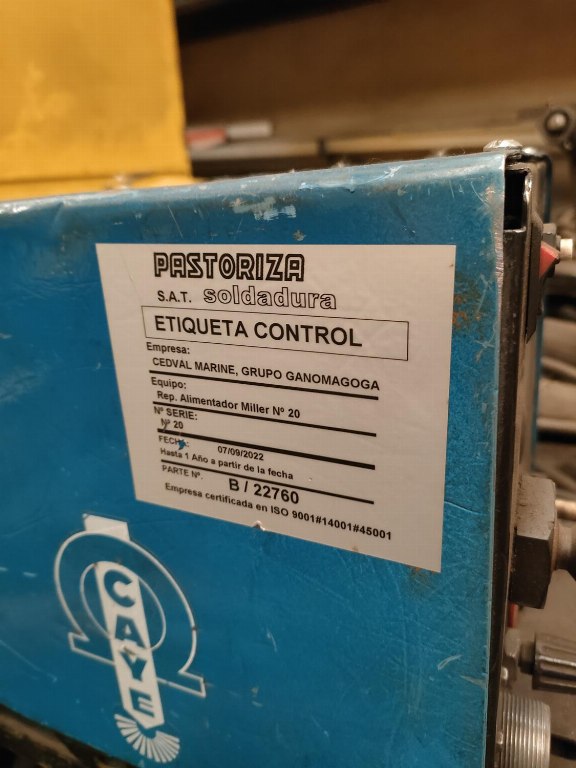 PASTORIZA
S.A.T. soldadura
ETIQUETA CONTROL
Empresa:
CEDVAL MARINE, GRUPO GANOMAGOGA
Equipo:
Rep. Alimentador Miller Nº 20
Nº SERIE:
Nº 20
FECHA: 07/09/2022
Hasta 1 Año a partir de la fecha
PARTE Nº. B / 22760
Empresa certificada en ISO 9001#14001#45001
CAYE